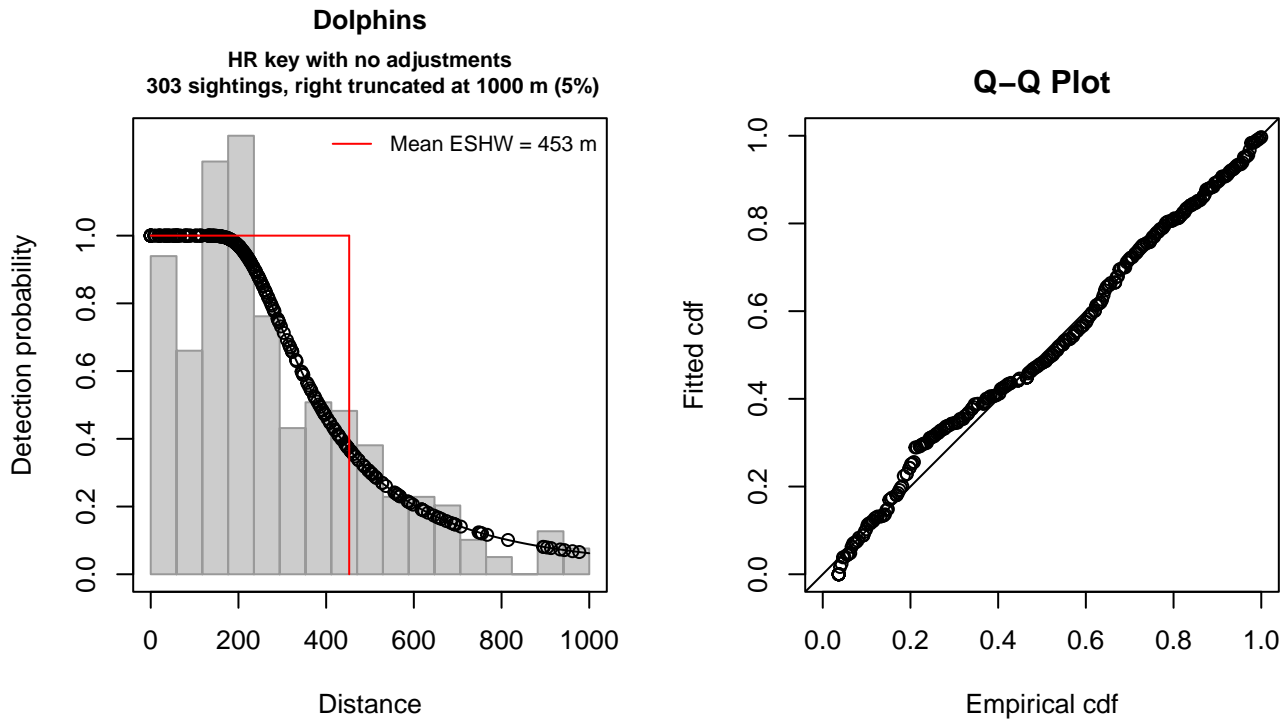 Dolphins
HR key with no adjustments
303 sightings, right truncated at 1000 m (5%)
Mean ESHW = 453 m
Detection probability
0.0 0.2 0.4 0.6 0.8 1.0
0 200 400 600 800 1000
Distance
Q−Q Plot
Fitted cdf
0.0 0.2 0.4 0.6 0.8 1.0
0.0 0.2 0.4 0.6 0.8 1.0
Empirical cdf